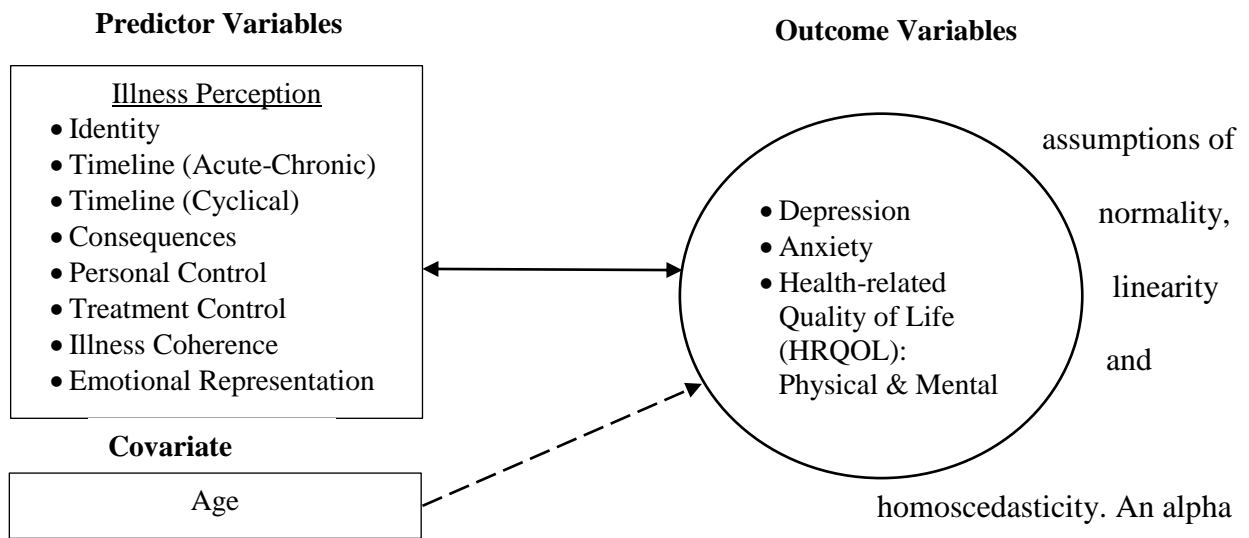 Predictor Variables
Illness Perception
• Identity
• Timeline (Acute-Chronic)
• Timeline (Cyclical)
• Consequences
• Personal Control
• Treatment Control
• Illness Coherence
• Emotional Representation
Covariate
Age
Outcome Variables
• Depression
• Anxiety
• Health-related
Quality of Life
(HRQOL):
Physical & Mental
assumptions of
normality,
linearity
and
homoscedasticity. An alpha